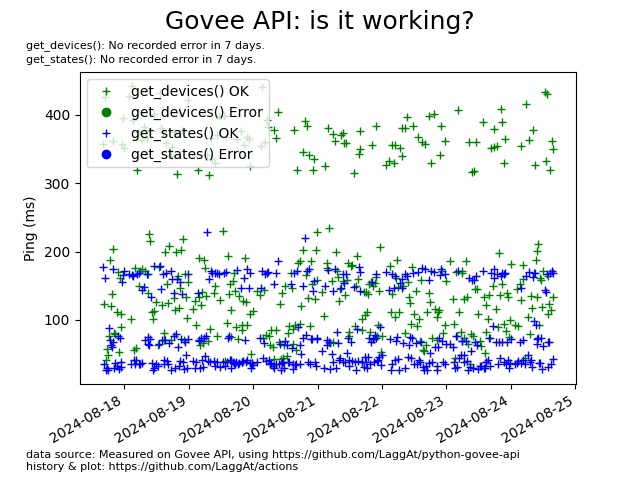 Govee API: is it working?
get_devices(): No recorded error in 7 days.
get_states(): No recorded error in 7 days.
get_devices() OK
get_devices() Error
get_states() OK
get_states() Error
Ping (ms)
400
300
200
100
2024-08-18
2024-08-19
2024-08-20
2024-08-21
2024-08-22
2024-08-23
2024-08-24
2024-08-25
data source: Measured on Govee API, using https://github.com/LaggAt/python-govee-api
history & plot: https://github.com/LaggAt/actions